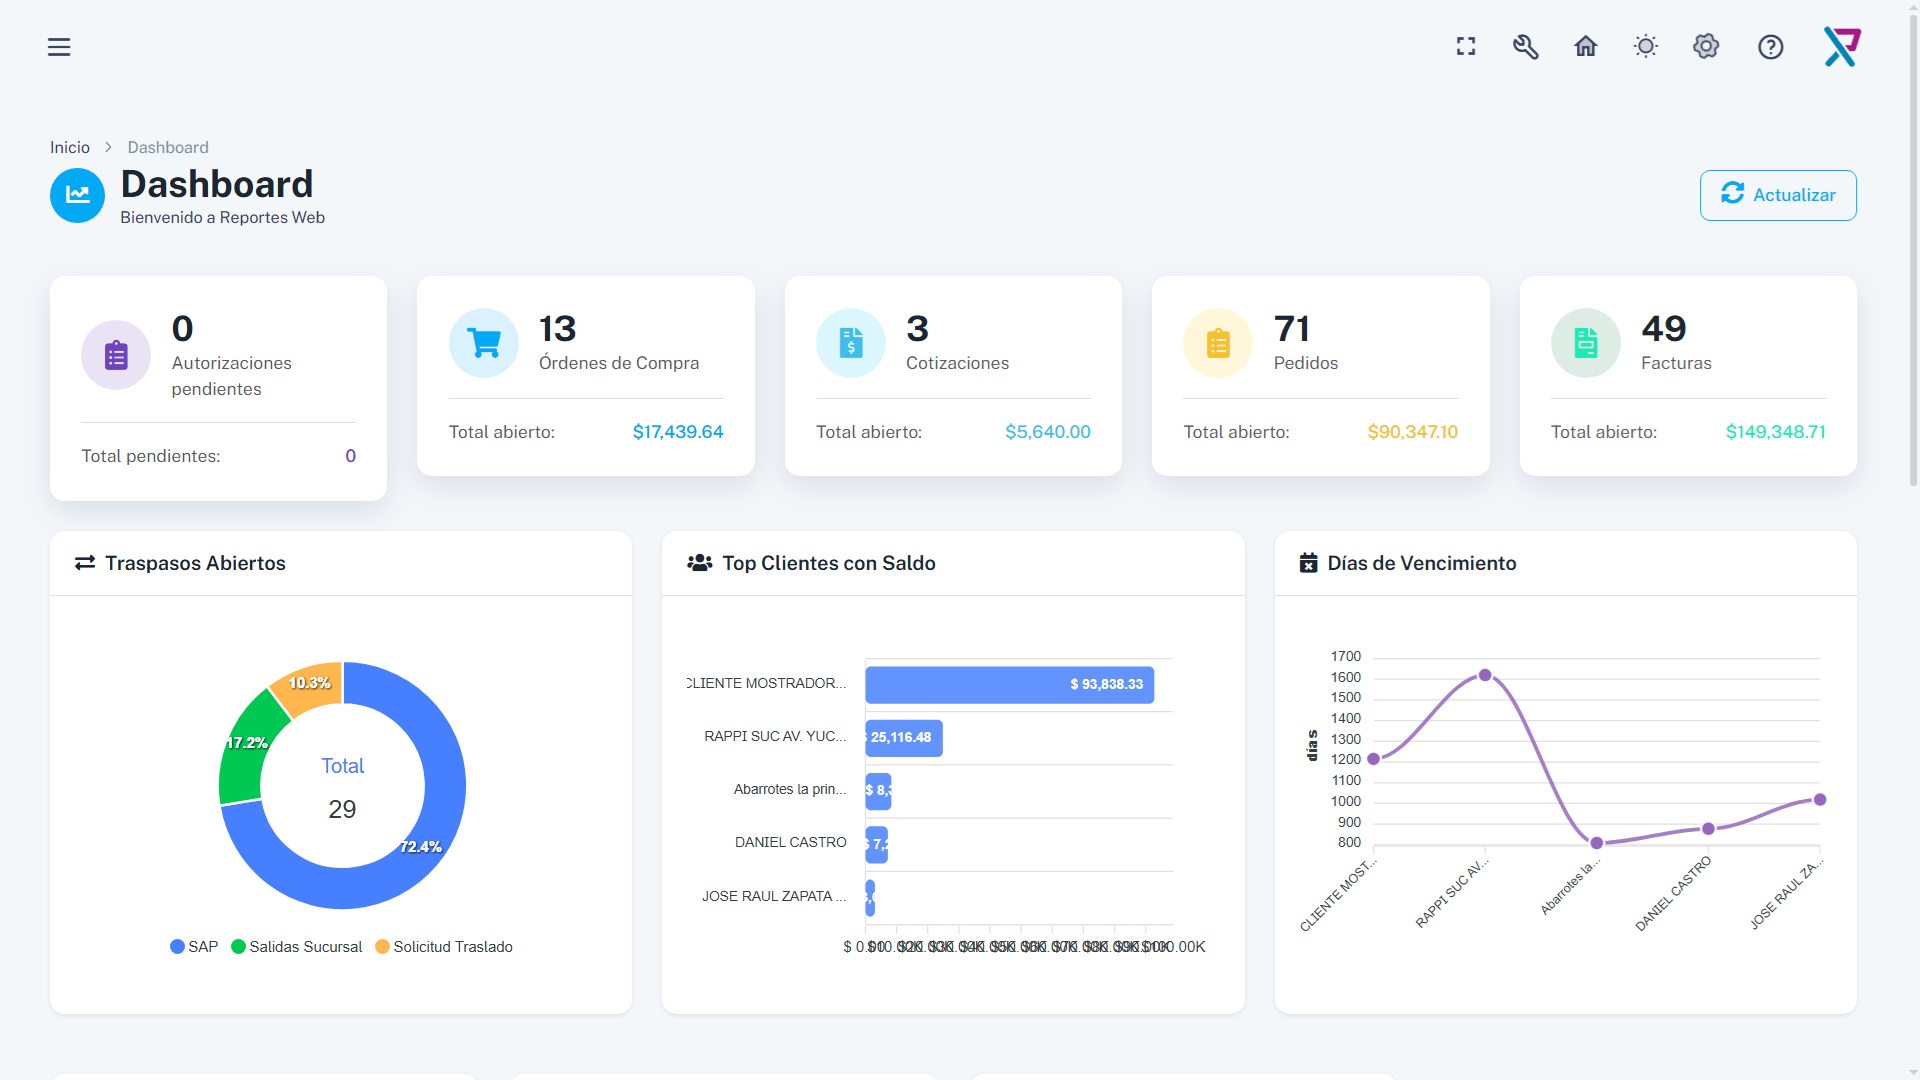 Inicio
Dashboard
Dashboard
Bienvenido a Reportes Web
Actualizar
0
Autorizaciones
pendientes
Total pendientes:
0
13
Órdenes de Compra
Total abierto:
$17,439.64
3
Cotizaciones
Total abierto:
$5,640.00
71
Pedidos
Total abierto:
$90,347.10
49
Facturas
Total abierto:
$149,348.71
Traspasos Abiertos
10.3%
17.2%
72.4%
Total
29
SAP
Salidas Sucursal
Solicitud Traslado
Top Clientes con Saldo
CLIENTE MOSTRADOR...
$ 93,838.33
RAPPI SUC AV. YUC...
25,116.48
Abarrotes la prin...
DANIEL CASTRO
JOSE RAUL ZAPATA ...
Días de Vencimiento
días
1700
1600
1500
1400
1300
1200
1100
1000
900
800
CLIENTE MOST...
RAPPI SUC AV...
Abarrotes la...
DANIEL CASTRO
JOSE RAUL ZA...